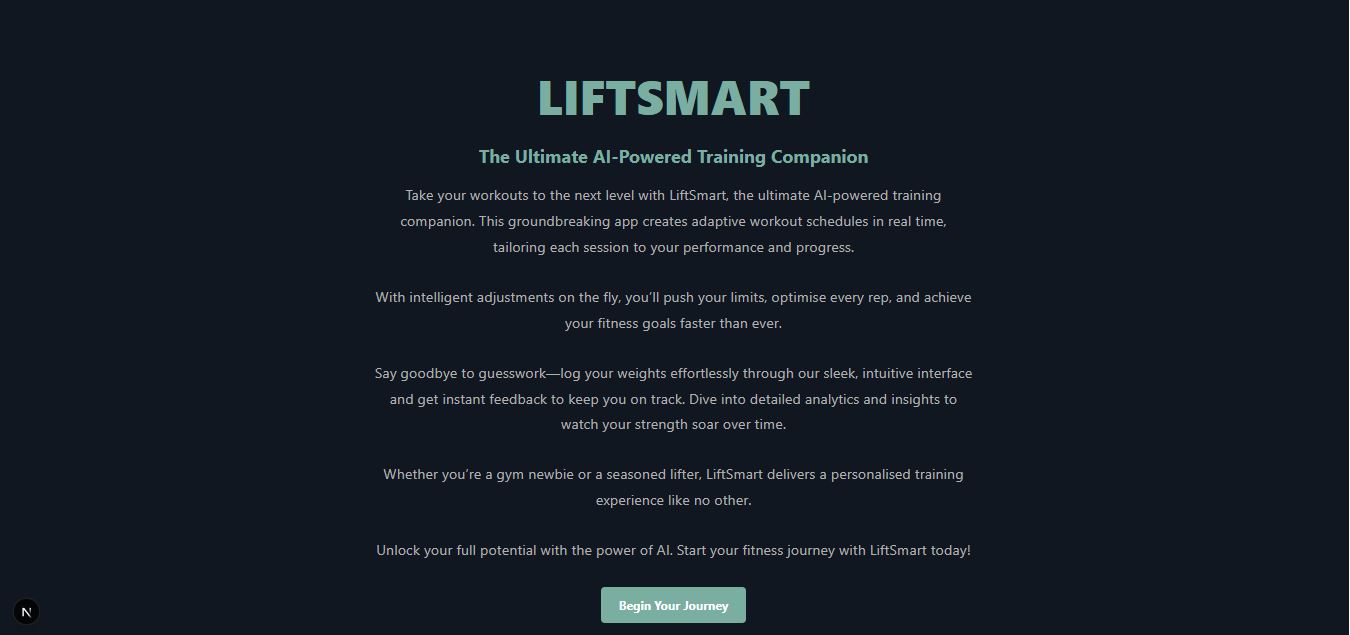 LIFTSMART
The Ultimate AI-Powered Training Companion
Take your workouts to the next level with LiftSmart, the ultimate AI-powered training
companion. This groundbreaking app creates adaptive workout schedules in real time,
tailoring each session to your performance and progress.
With intelligent adjustments on the fly, you’ll push your limits, optimise every rep, and achieve
your fitness goals faster than ever.
Say goodbye to guesswork—log your weights effortlessly through our sleek, intuitive interface
and get instant feedback to keep you on track. Dive into detailed analytics and insights to
watch your strength soar over time.
Whether you’re a gym newbie or a seasoned lifter, LiftSmart delivers a personalised training
experience like no other.
Unlock your full potential with the power of AI. Start your fitness journey with LiftSmart today!
Begin Your Journey
N